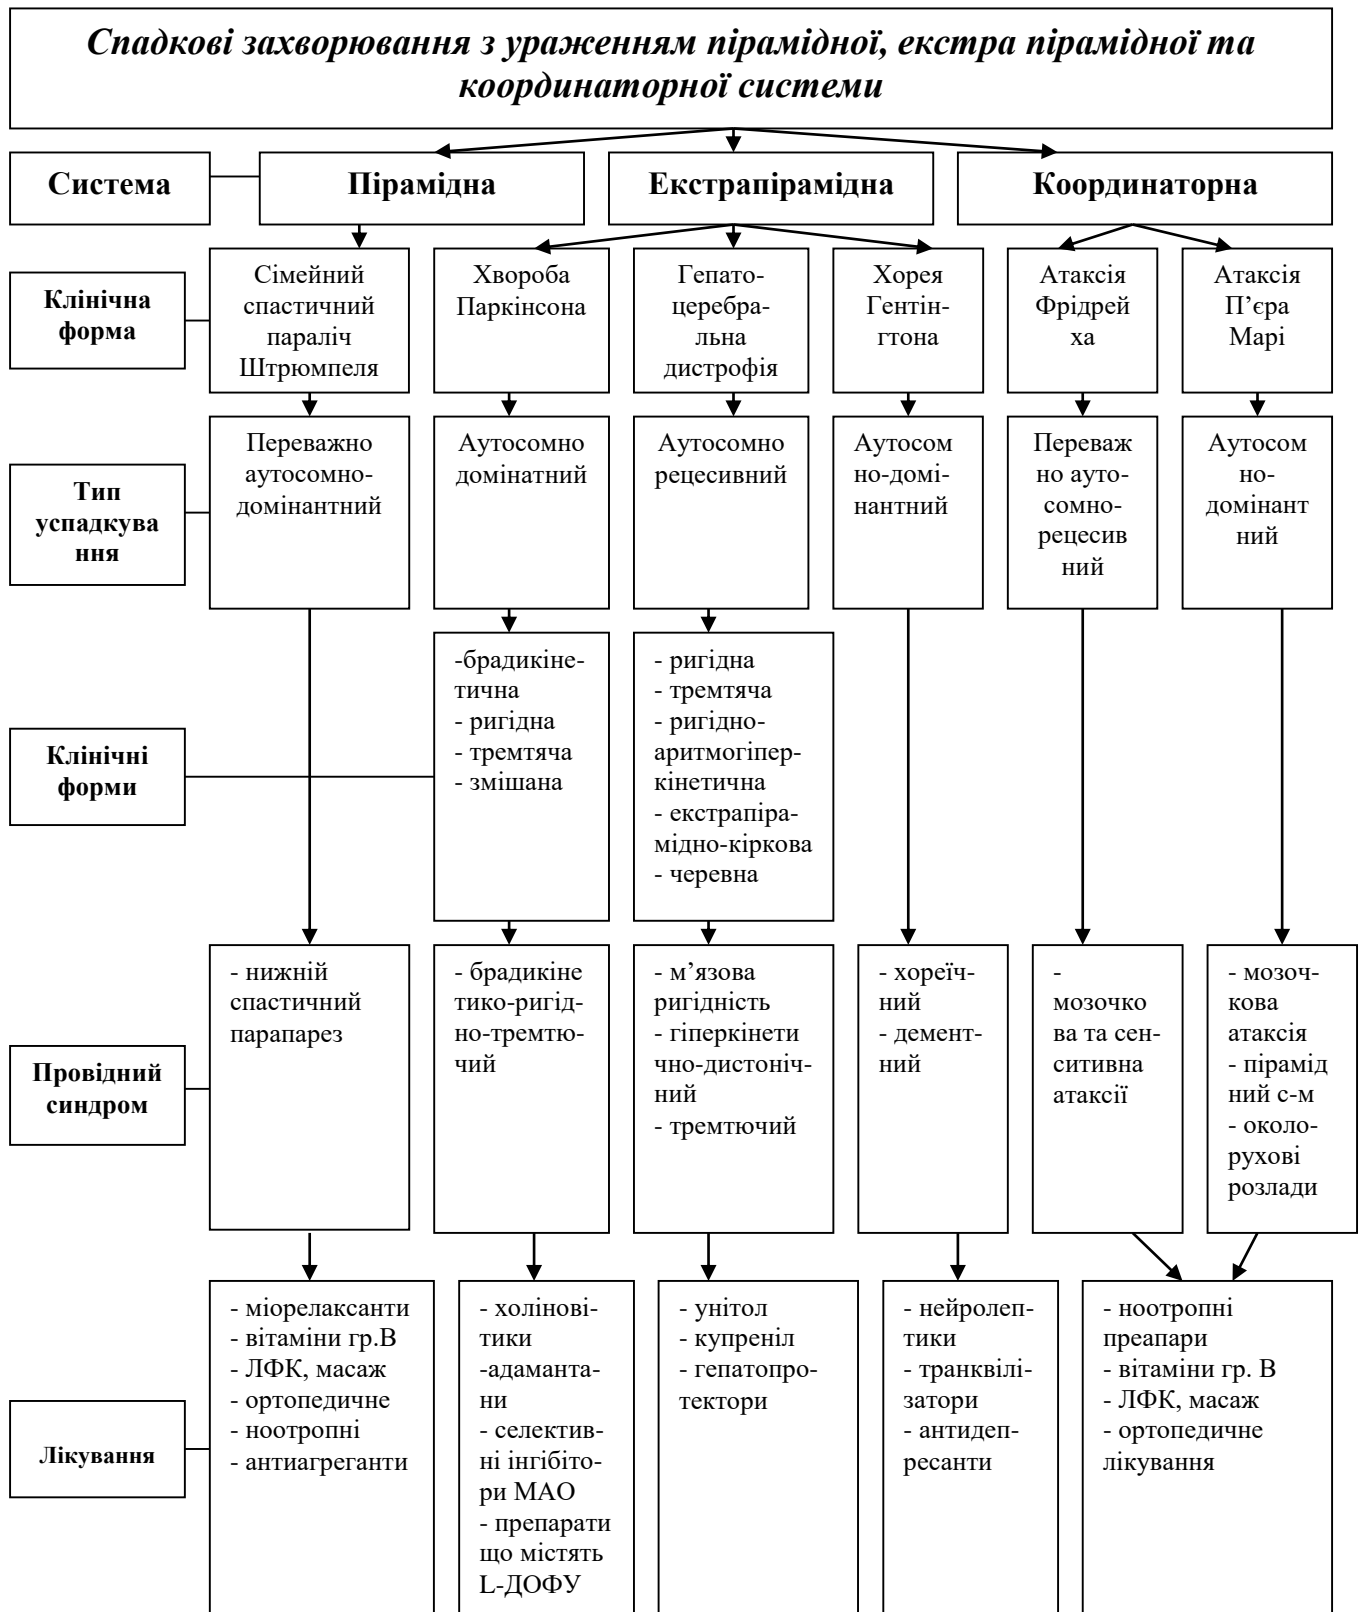 Спадкові захворювання з ураженням пірамідної, екстра пірамідної та
координаторної системи
Система
Пірамідна
Екстрапірамідна
Координаторна
Клінічна
форма
Сімейний
спастичний
параліч
Штрюмпеля
Хвороба
Паркінсона
Гепато-
церебра-
льна
дистрофія
Хорея
Гентін-
гтона
Атаксія
Фрідрей
ха
Атаксія
П’єра
Марі
Тип
успадкува
ння
Переважно
аутосомно-
домінантний
Аутосомно
домінатний
Аутосомно
рецесивний
Аутосом
но-домі-
нантний
Переваж
но ауто-
сомно-
рецесив
ний
Аутосом
но-
домінант
ний
Клінічні
форми
-брадикіне-
тична
- ригідна
- тремтяча
- змішана
- ригідна
- тремтяча
- ригідно-
аритмогіпер-
кінетична
- екстрапіра-
мідно-кіркова
- черевна
Провідний
синдром
- нижній
спастичний
парапарез
- брадикіне
тико-ригід-
но-тремтю-
чий
- м’язова
ригідність
- гіперкінети
чно-дистоніч-
ний
- тремтючий
- хореїч-
ний
- демент-
ний
-
мозочко
ва та сен-
ситивна
атаксії
- мозоч-
кова
атаксія
- пірамід
ний с-м
- около-
рухові
розлади
Лікування
- міорелаксанти
- вітаміни гр.В
- ЛФК, масаж
- ортопедичне
- ноотропні
- антиагреганти
- холінові-
тики
-адаманта-
ни
- селектив-
ні інгібіто-
ри МАО
- препарати
що містять
L-ДОФУ
- унітол
- купреніл
- гепатопро-
тектори
- нейролеп-
тики
- транквілі-
затори
- антидеп-
ресанти
- ноотропні
преапари
- вітаміни гр. В
- ЛФК, масаж
- ортопедичне
лікування